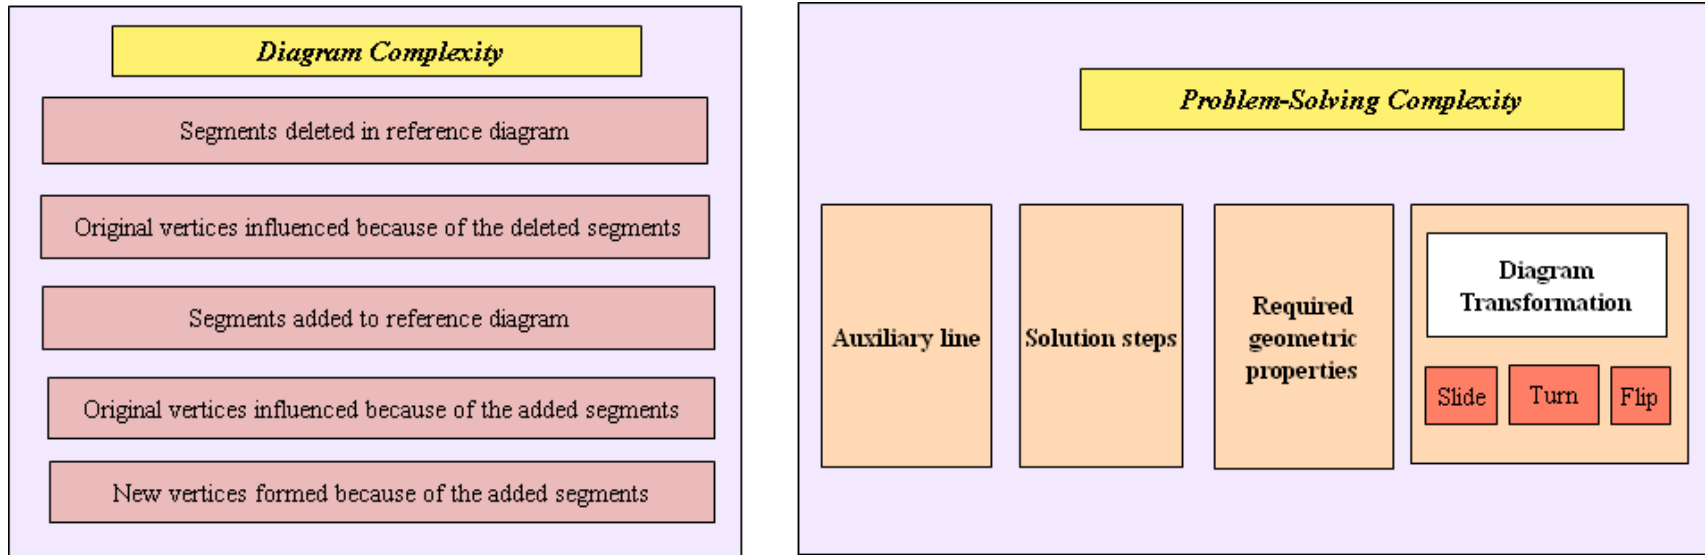 Diagram Complexity
Segments deleted in reference diagram
Original vertices influenced because of the deleted segments
Segments added to reference diagram
Original vertices influenced because of the added segments
New vertices formed because of the added segments
Problem-Solving Complexity
Auxiliary line
Solution steps
Required
geometric
properties
Diagram
Transformation
Slide
Turn
Flip